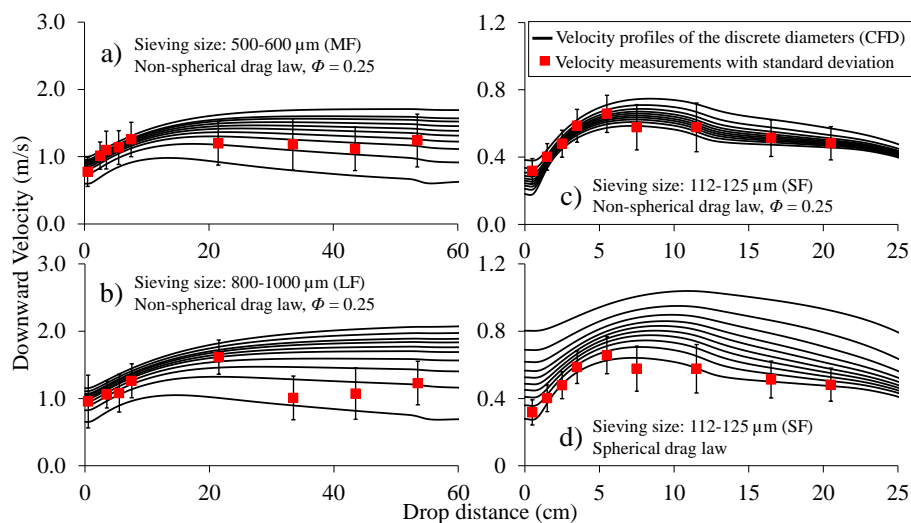 Downward Velocity (m/s)
3.0
2.0
1.0
0.0
a)
Sieving size: 500-600 µm (MF)
Non-spherical drag law, Φ = 0.25
0
20
40
60
1.2
0.8
0.4
0.0
Velocity profiles of the discrete diameters (CFD)
Velocity measurements with standard deviation
c)
Sieving size: 112-125 µm (SF)
Non-spherical drag law, Φ = 0.25
0
5
10
15
20
25
3.0
2.0
1.0
0.0
b)
Sieving size: 800-1000 µm (LF)
Non-spherical drag law, Φ = 0.25
0
20
40
60
1.2
0.8
0.4
0.0
d)
Sieving size: 112-125 µm (SF)
Spherical drag law
0
5
10
15
20
25
Drop distance (cm)